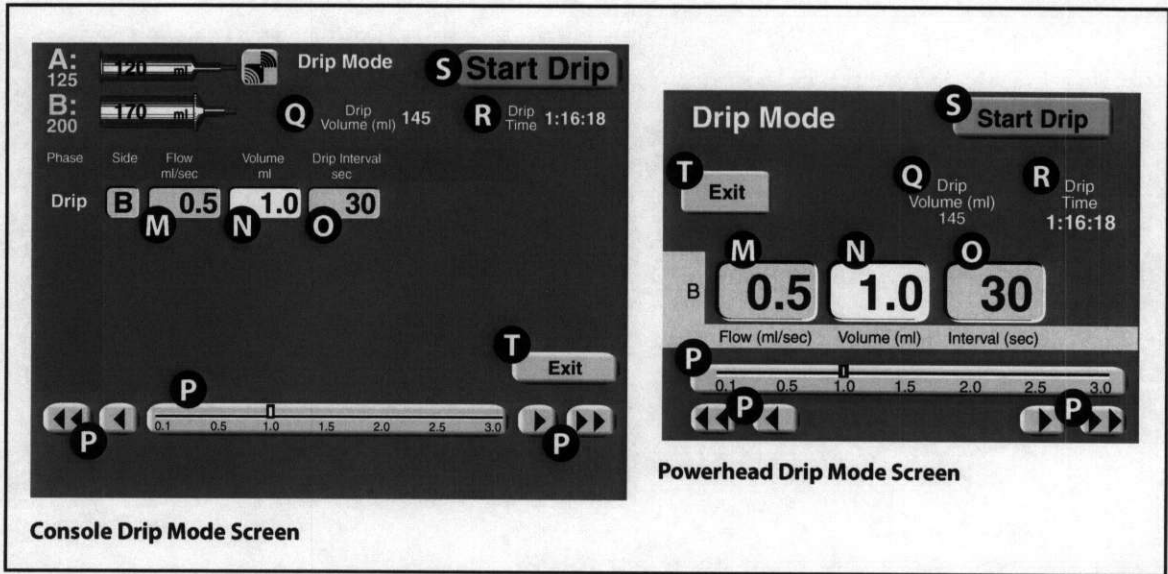 A:
125
120 ml
Drip Mode
S Start Drip
B:
200
170 ml
Q Drip Volume (ml) 145
R Drip Time 1:16:18
Phase Side Flow ml/sec Volume ml Drip Interval sec
Drip B 0.5 1.0 30
M N O
T Exit
P
0.1 0.5 1.0 1.5 2.0 2.5 3.0
P P
Console Drip Mode Screen
Drip Mode
S Start Drip
T Exit
Q Drip Volume (ml) 145
R Drip Time 1:16:18
M N O
B 0.5 1.0 30
Flow (ml/sec) Volume (ml) Interval (sec)
P
0.1 0.5 1.0 1.5 2.0 2.5 3.0
P P
Powerhead Drip Mode Screen